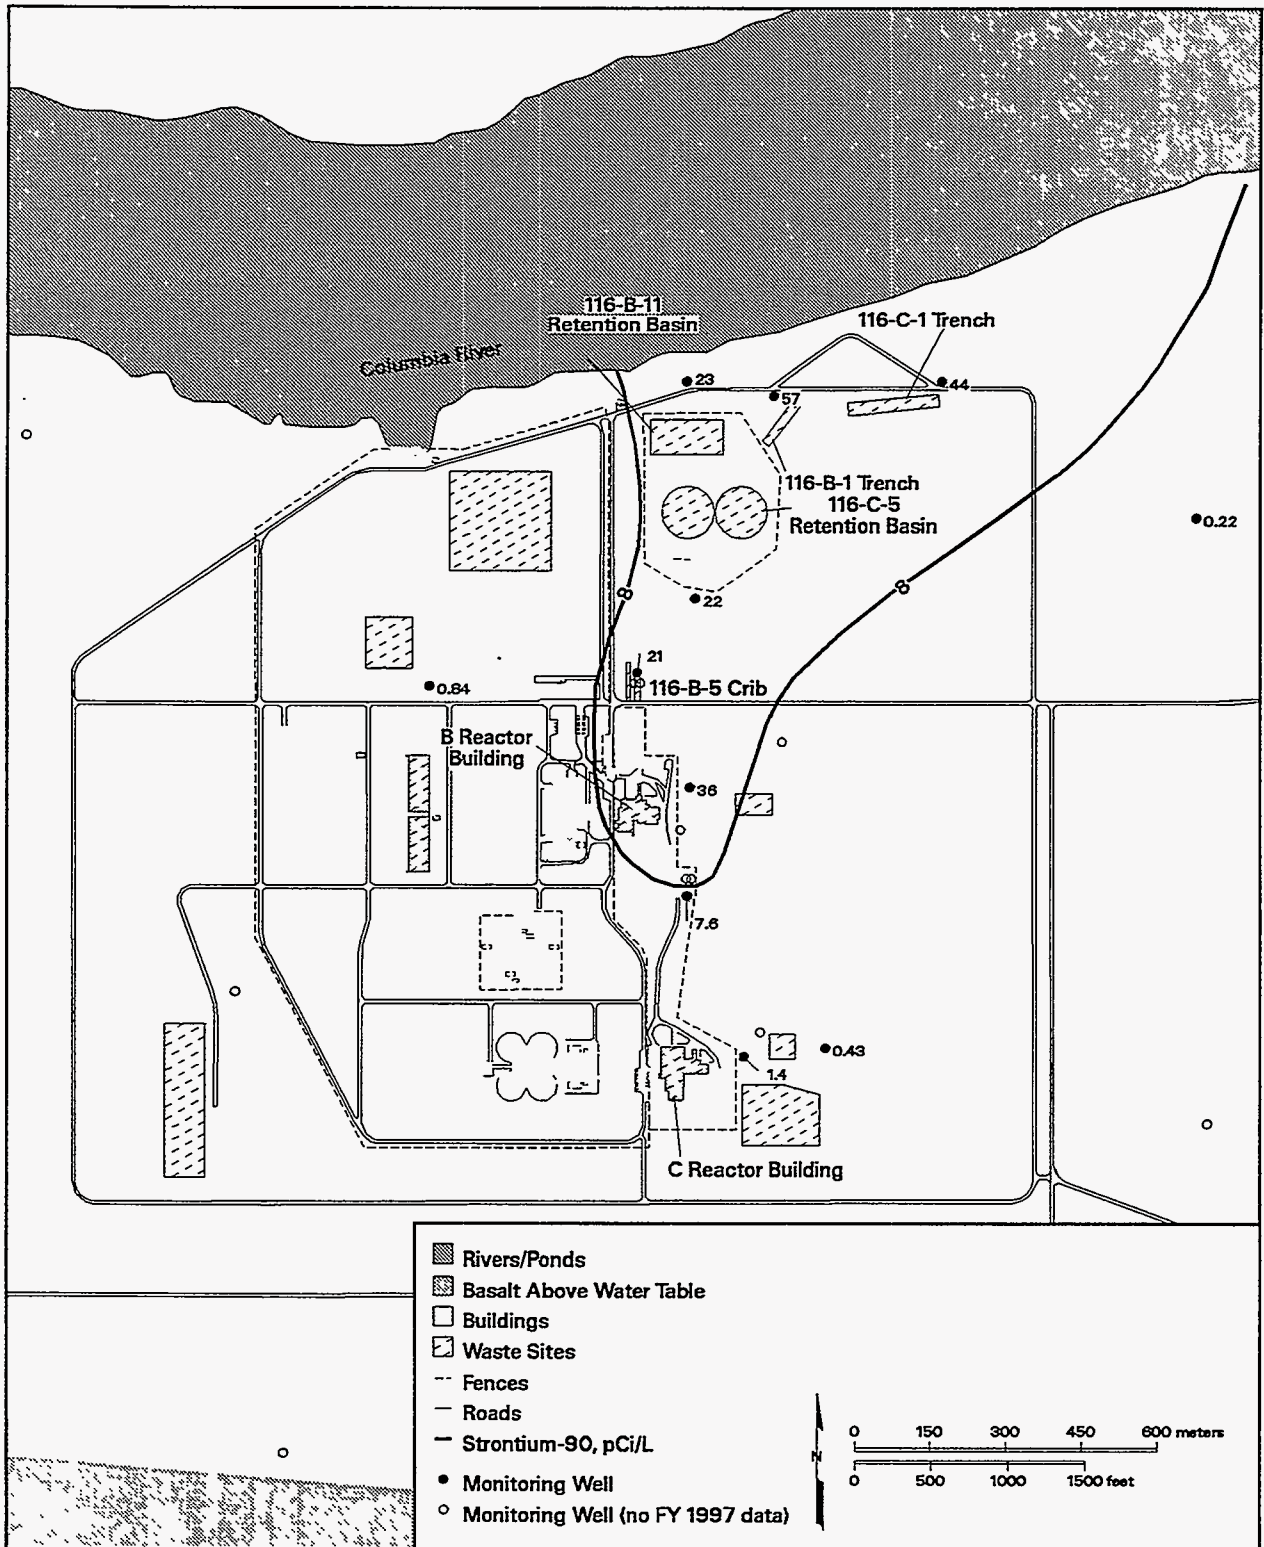 116-B-11
Retention Basin
116-C-1 Trench
Columbia River
23
44
57
116-B-1 Trench
116-C-5
Retention Basin
0.22
8
8
22
21
0.84
116-B-5 Crib
B Reactor
Building
36
7.6
0.43
1.4
C Reactor Building
Rivers/Ponds
Basalt Above Water Table
Buildings
Waste Sites
Fences
Roads
Strontium-90, pCi/L
Monitoring Well
Monitoring Well (no FY 1997 data)
N
0 150 300 450 600 meters
0 500 1000 1500 feet